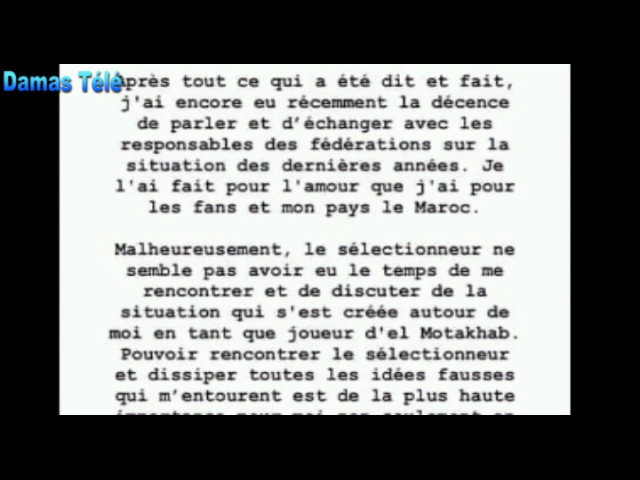 Damas Télé
après tout ce qui a été dit et fait,
j'ai encore eu récemment la décence
de parler et d’échanger avec les
responsables des fédérations sur la
situation des dernières années. Je
l'ai fait pour l'amour que j'ai pour
les fans et mon pays le Maroc.
Malheureusement, le sélectionneur ne
semble pas avoir eu le temps de me
rencontrer et de discuter de la
situation qui s'est créée autour de
moi en tant que joueur d'el Motakhab.
Pouvoir rencontrer le sélectionneur
et dissiper toutes les idées fausses
qui m’entourent est de la plus haute